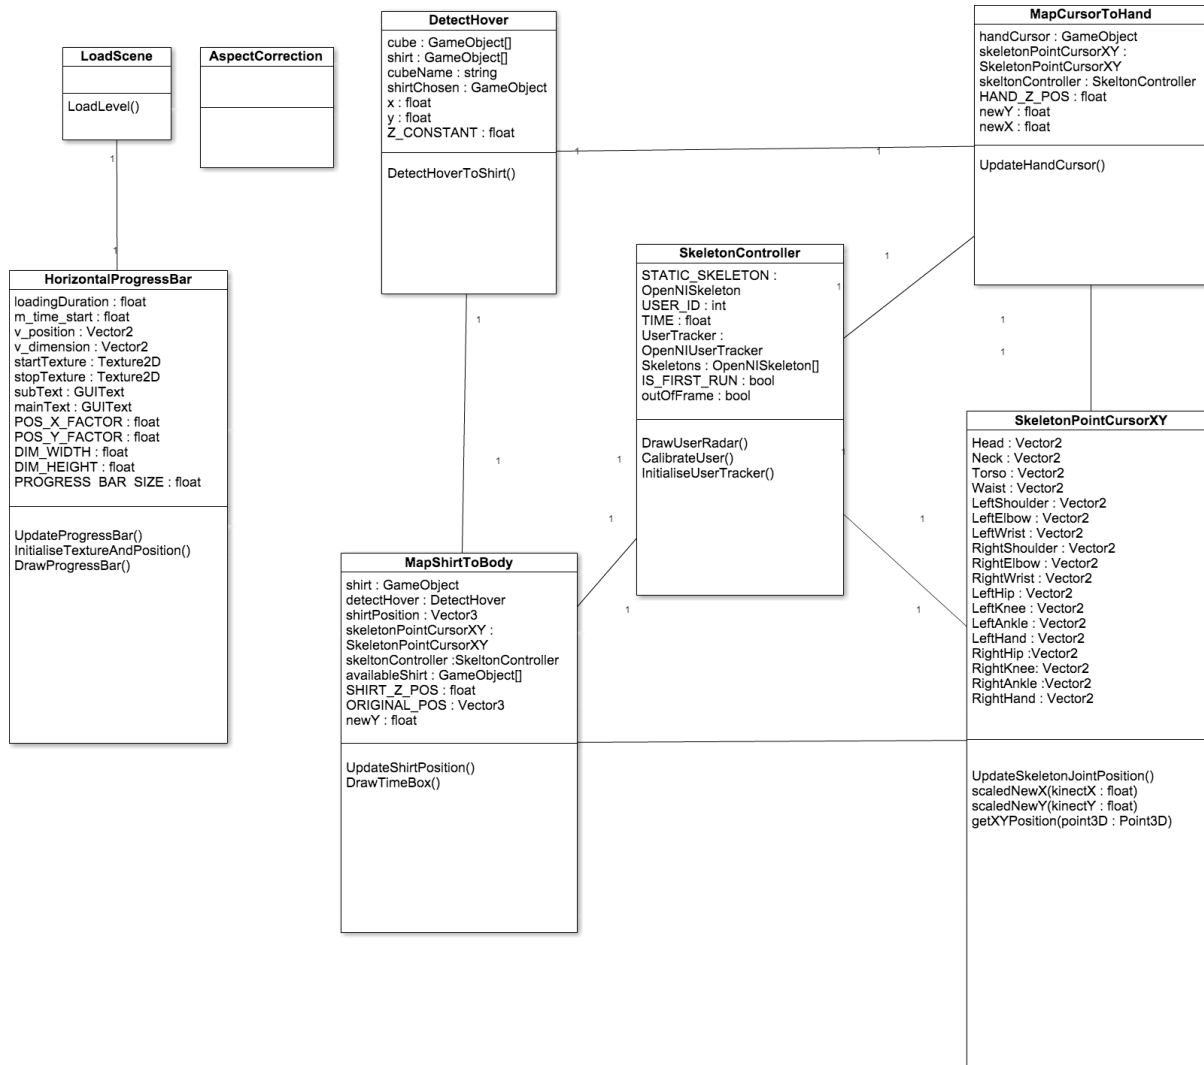 LoadScene
LoadLevel()
AspectCorrection
DetectHover
cube : GameObject[]
shirt : GameObject[]
cubeName : string
shirtChosen : GameObject
x : float
y : float
Z_CONSTANT : float
DetectHoverToShirt()
MapCursorToHand
handCursor : GameObject
skeletonPointCursorXY :
SkeletonPointCursorXY
skeltonController : SkeltonController
HAND_Z_POS : float
newY : float
newX : float
UpdateHandCursor()
1
1
1
1
HorizontalProgressBar
loadingDuration : float
m_time_start : float
v_position : Vector2
v_dimension : Vector2
startTexture : Texture2D
stopTexture : Texture2D
subText : GUIText
mainText : GUIText
POS_X_FACTOR : float
POS_Y_FACTOR : float
DIM_WIDTH : float
DIM_HEIGHT : float
PROGRESS_BAR_SIZE : float
UpdateProgressBar()
InitialiseTextureAndPosition()
DrawProgressBar()
SkeletonController
STATIC_SKELETON :
OpenNISkeleton
USER_ID : int
TIME : float
UserTracker :
OpenNIUserTracker
Skeletons : OpenNISkeleton[]
IS_FIRST_RUN : bool
outOfFrame : bool
DrawUserRadar()
CalibrateUser()
InitialiseUserTracker()
1
1
1
1
1
1
1
1
1
1
1
1
1
SkeletonPointCursorXY
Head : Vector2
Neck : Vector2
Torso : Vector2
Waist : Vector2
LeftShoulder : Vector2
LeftElbow : Vector2
LeftWrist : Vector2
RightShoulder : Vector2
RightElbow : Vector2
RightWrist : Vector2
LeftHip : Vector2
LeftKnee : Vector2
LeftAnkle : Vector2
LeftHand : Vector2
RightHip :Vector2
RightKnee: Vector2
RightAnkle :Vector2
RightHand : Vector2
UpdateSkeletonJointPosition()
scaledNewX(kinectX : float)
scaledNewY(kinectY : float)
getXYPosition(point3D : Point3D)
MapShirtToBody
shirt : GameObject
detectHover : DetectHover
shirtPosition : Vector3
skeletonPointCursorXY :
SkeletonPointCursorXY
skeltonController :SkeltonController
availableShirt : GameObject[]
SHIRT_Z_POS : float
ORIGINAL_POS : Vector3
newY : float
UpdateShirtPosition()
DrawTimeBox()